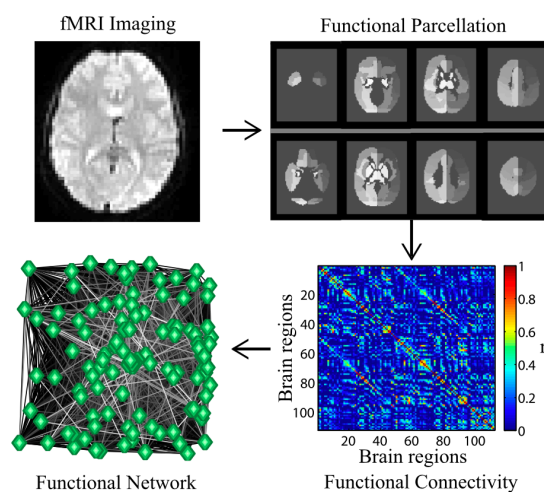 fMRI Imaging
Functional Parcellation
Brain regions
20
40
60
80
100
20 40 60 80 100
Brain regions
1
0.8
0.6
0.4
0.2
0
r
Functional Network
Functional Connectivity